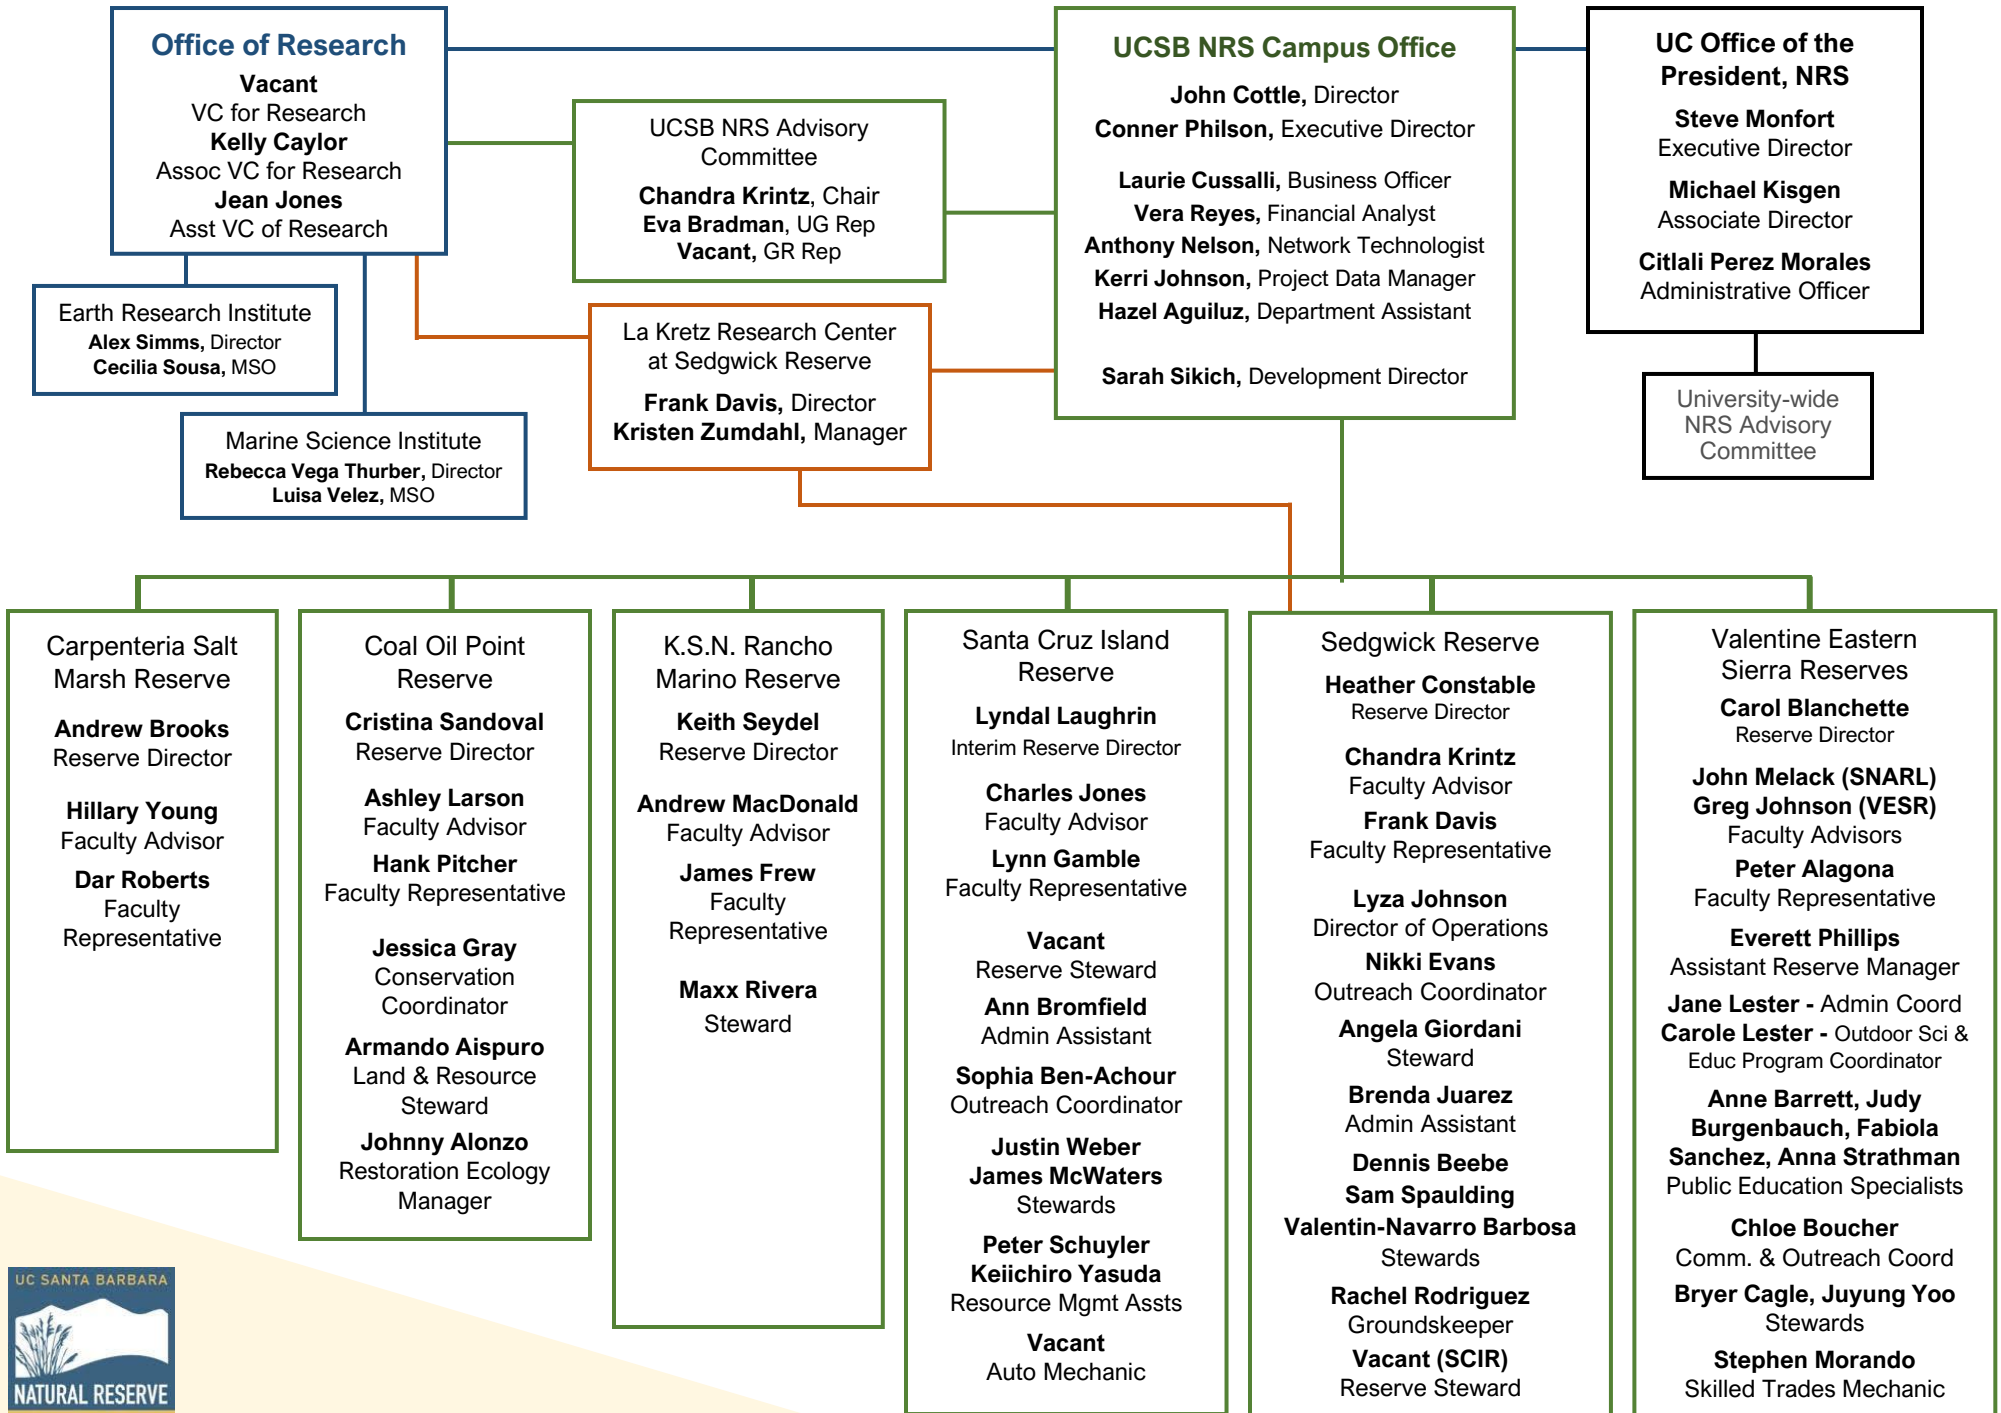 Office of Research
Vacant
VC for Research
Kelly Caylor
Assoc VC for Research
Jean Jones
Asst VC of Research
Earth Research Institute
Alex Simms, Director
Cecilia Sousa, MSO
Marine Science Institute
Rebecca Vega Thurber, Director
Luisa Velez, MSO
UCSB NRS Advisory
Committee
Chandra Krintz, Chair
Eva Bradman, UG Rep
Vacant, GR Rep
La Kretz Research Center
at Sedgwick Reserve
Frank Davis, Director
Kristen Zumdahl, Manager
UCSB NRS Campus Office
John Cottle, Director
Conner Philson, Executive Director
Laurie Cussalli, Business Officer
Vera Reyes, Financial Analyst
Anthony Nelson, Network Technologist
Kerri Johnson, Project Data Manager
Hazel Aguiluz, Department Assistant
Sarah Sikich, Development Director
UC Office of the
President, NRS
Steve Monfort
Executive Director
Michael Kisgen
Associate Director
Citlali Perez Morales
Administrative Officer
University-wide
NRS Advisory
Committee
Carpenteria Salt
Marsh Reserve
Andrew Brooks
Reserve Director
Hillary Young
Faculty Advisor
Dar Roberts
Faculty
Representative
Coal Oil Point
Reserve
Cristina Sandoval
Reserve Director
Ashley Larson
Faculty Advisor
Hank Pitcher
Faculty Representative
Jessica Gray
Conservation
Coordinator
Armando Aispuro
Land & Resource
Steward
Johnny Alonzo
Restoration Ecology
Manager
K.S.N. Rancho
Marino Reserve
Keith Seydel
Reserve Director
Andrew MacDonald
Faculty Advisor
James Frew
Faculty
Representative
Maxx Rivera
Steward
Santa Cruz Island
Reserve
Lyndal Laughrin
Interim Reserve Director
Charles Jones
Faculty Advisor
Lynn Gamble
Faculty Representative
Vacant
Reserve Steward
Ann Bromfield
Admin Assistant
Sophia Ben-Achour
Outreach Coordinator
Justin Weber
James McWaters
Stewards
Peter Schuyler
Keiichiro Yasuda
Resource Mgmt Assts
Vacant
Auto Mechanic
Sedgwick Reserve
Heather Constable
Reserve Director
Chandra Krintz
Faculty Advisor
Frank Davis
Faculty Representative
Lyza Johnson
Director of Operations
Nikki Evans
Outreach Coordinator
Angela Giordani
Steward
Brenda Juarez
Admin Assistant
Dennis Beebe
Sam Spaulding
Valentin-Navarro Barbosa
Stewards
Rachel Rodriguez
Groundskeeper
Vacant (SCIR)
Reserve Steward
Valentine Eastern
Sierra Reserves
Carol Blanchette
Reserve Director
John Melack (SNARL)
Greg Johnson (VESR)
Faculty Advisors
Peter Alagona
Faculty Representative
Everett Phillips
Assistant Reserve Manager
Jane Lester - Admin Coord
Carole Lester - Outdoor Sci &
Educ Program Coordinator
Anne Barrett, Judy
Burgenbauch, Fabiola
Sanchez, Anna Strathman
Public Education Specialists
Chloe Boucher
Comm. & Outreach Coord
Bryer Cagle, Juyung Yoo
Stewards
Stephen Morando
Skilled Trades Mechanic
UC SANTA BARBARA
NATURAL RESERVE